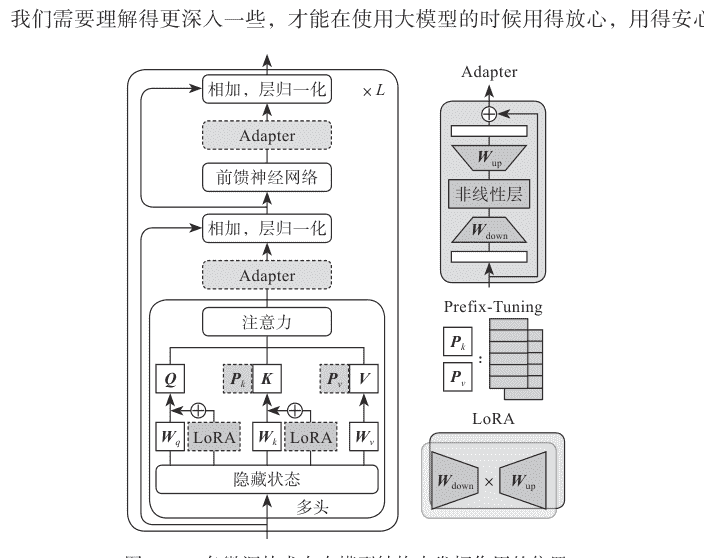 我们需要理解得更深入一些，才能在使用大模型的时候用得放心，用得安心
相加，层归一化
×L
Adapter
前馈神经网络
相加，层归一化
Adapter
注意力
Q
P_k
K
P_v
V
W_q
LoRA
W_k
LoRA
W_v
隐藏状态
多头
Adapter
W_up
非线性层
W_down
Prefix-Tuning
P_k
:
P_v
LoRA
W_down × W_up